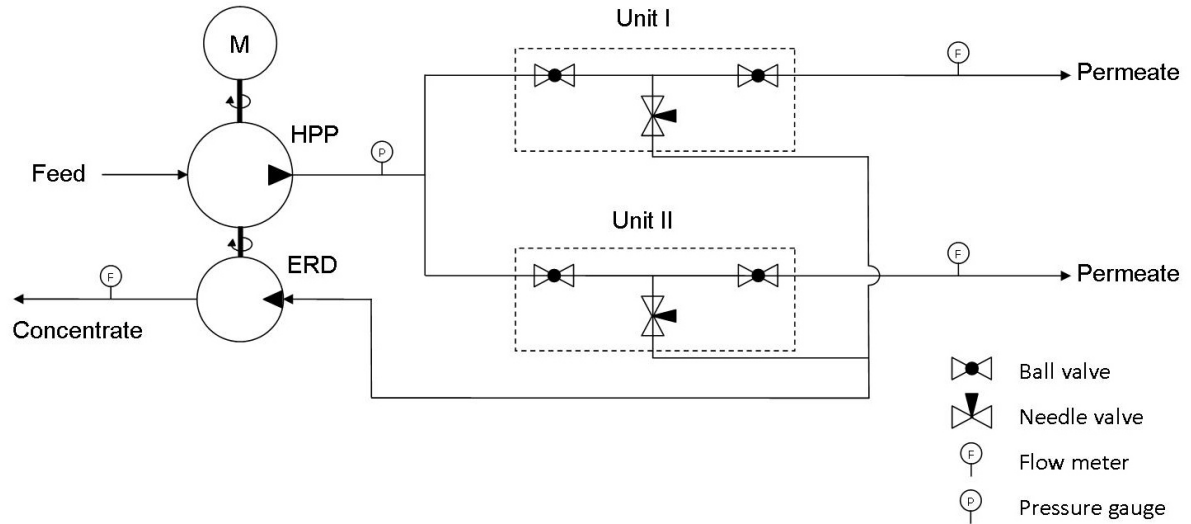 Unit I
M
F
Permeate
HPP
P
Feed
Unit II
F
ERD
F
Permeate
Concentrate
Ball valve
Needle valve
F
Flow meter
P
Pressure gauge